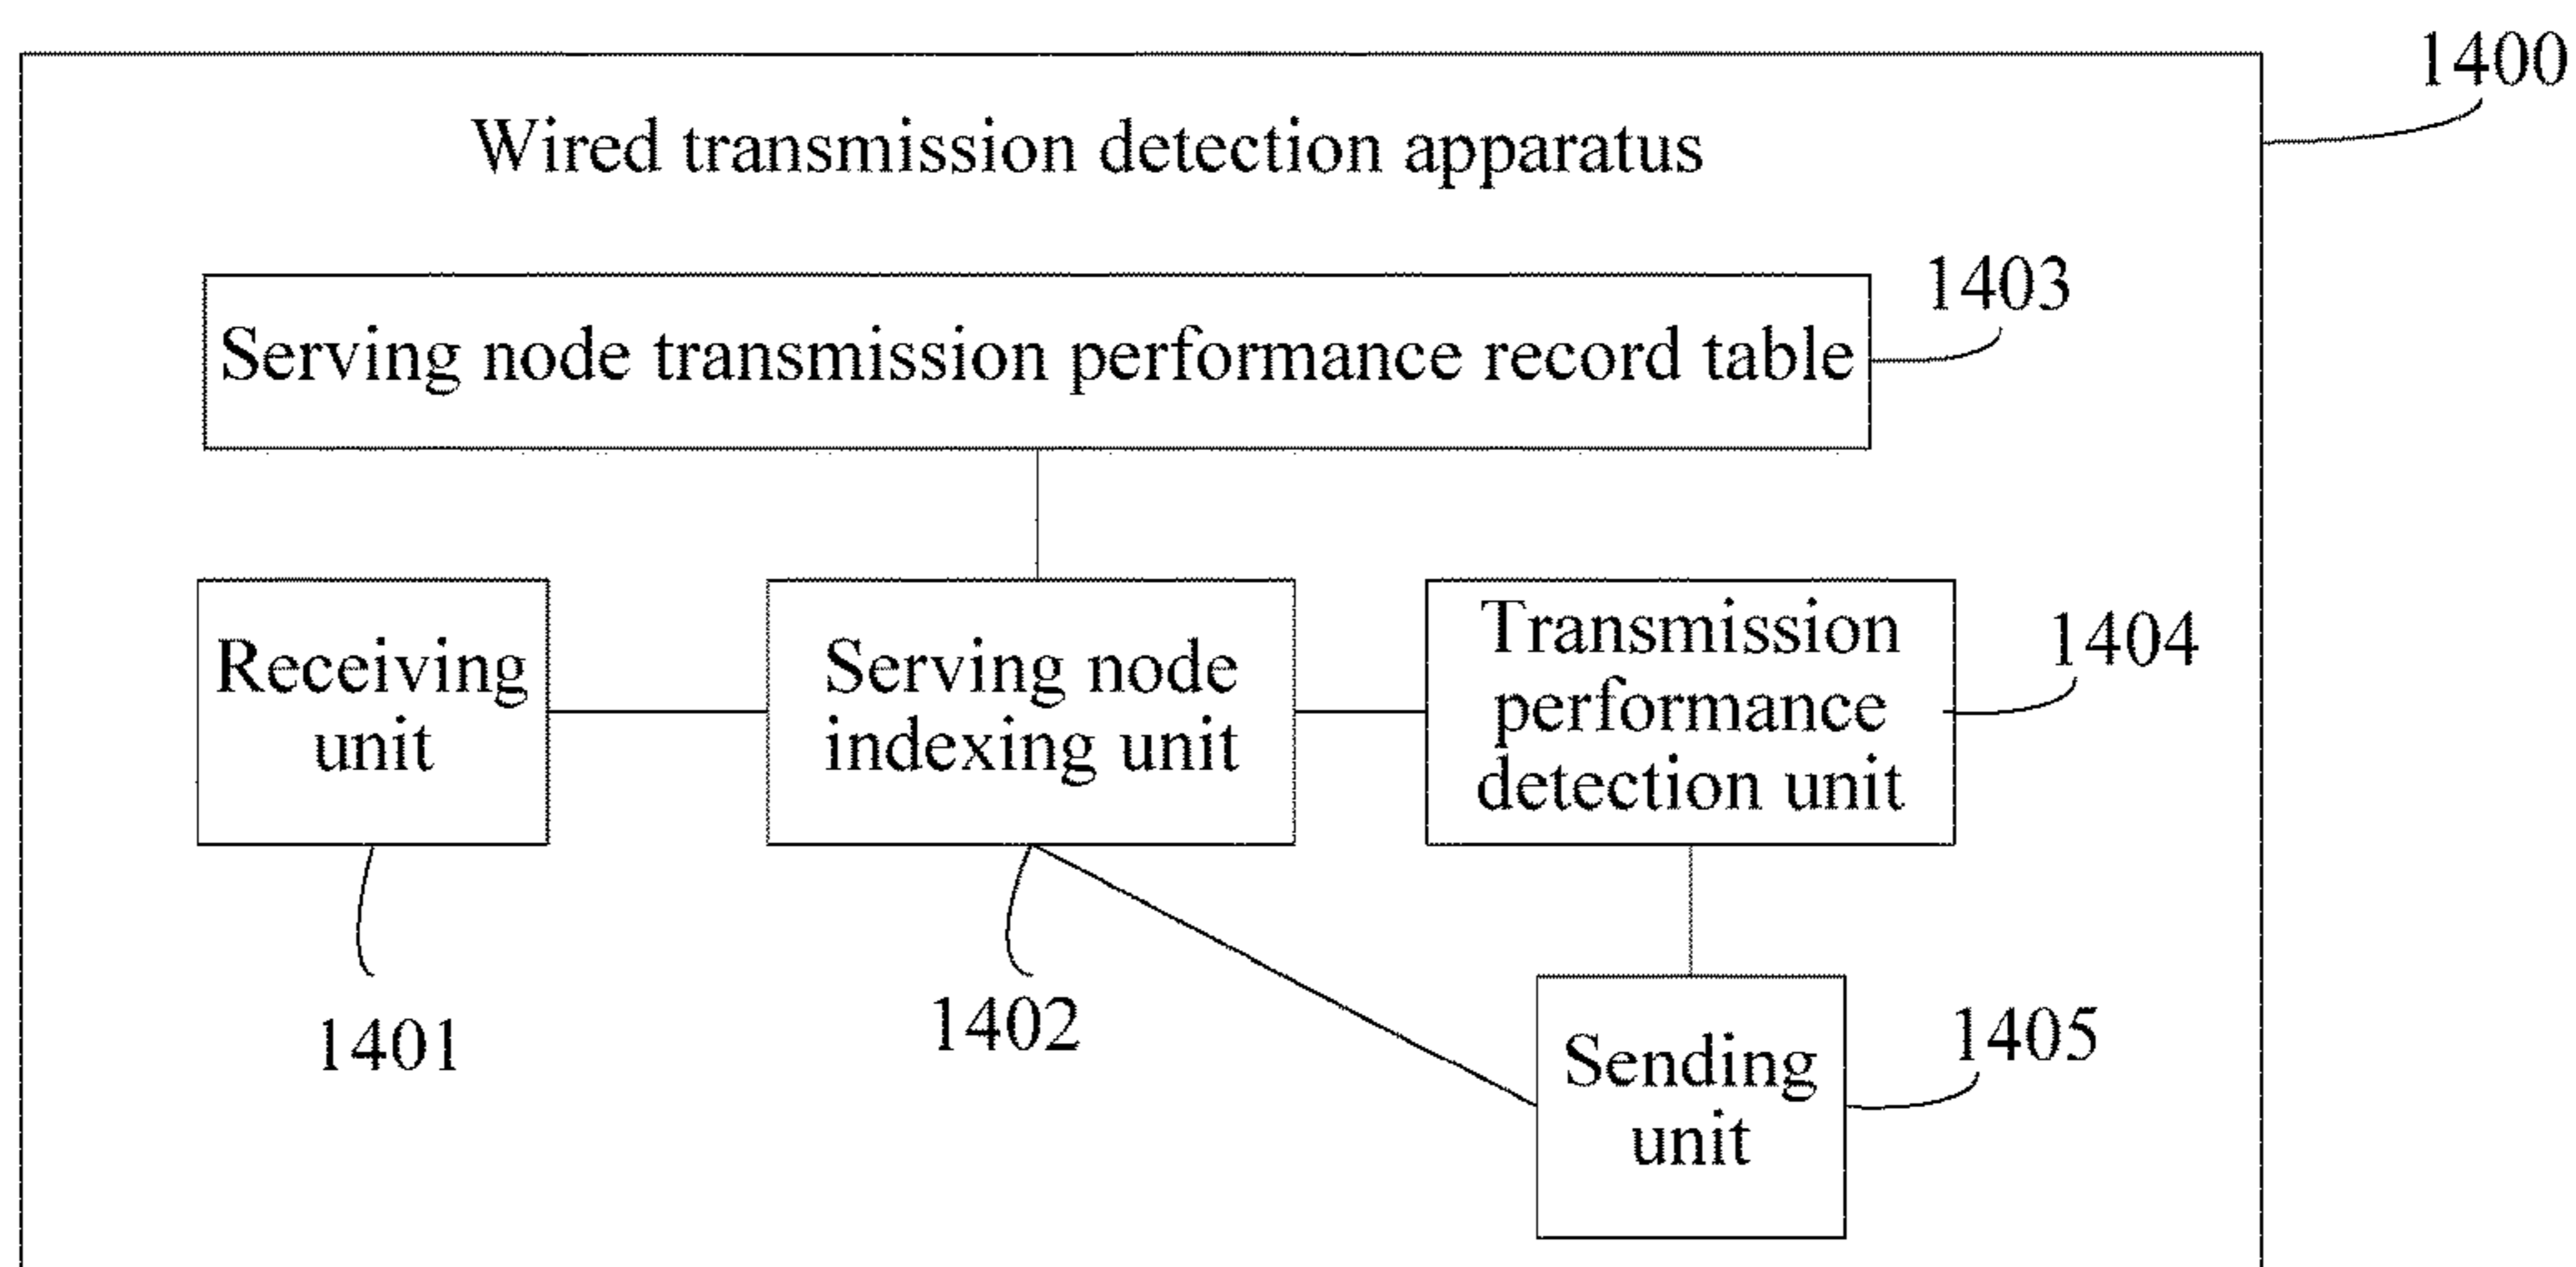 1400
Wired transmission detection apparatus
1403
Serving node transmission performance record table
Receiving
unit
Serving node
indexing unit
Transmission
performance
detection unit
1404
1401
1402
Sending
unit
1405